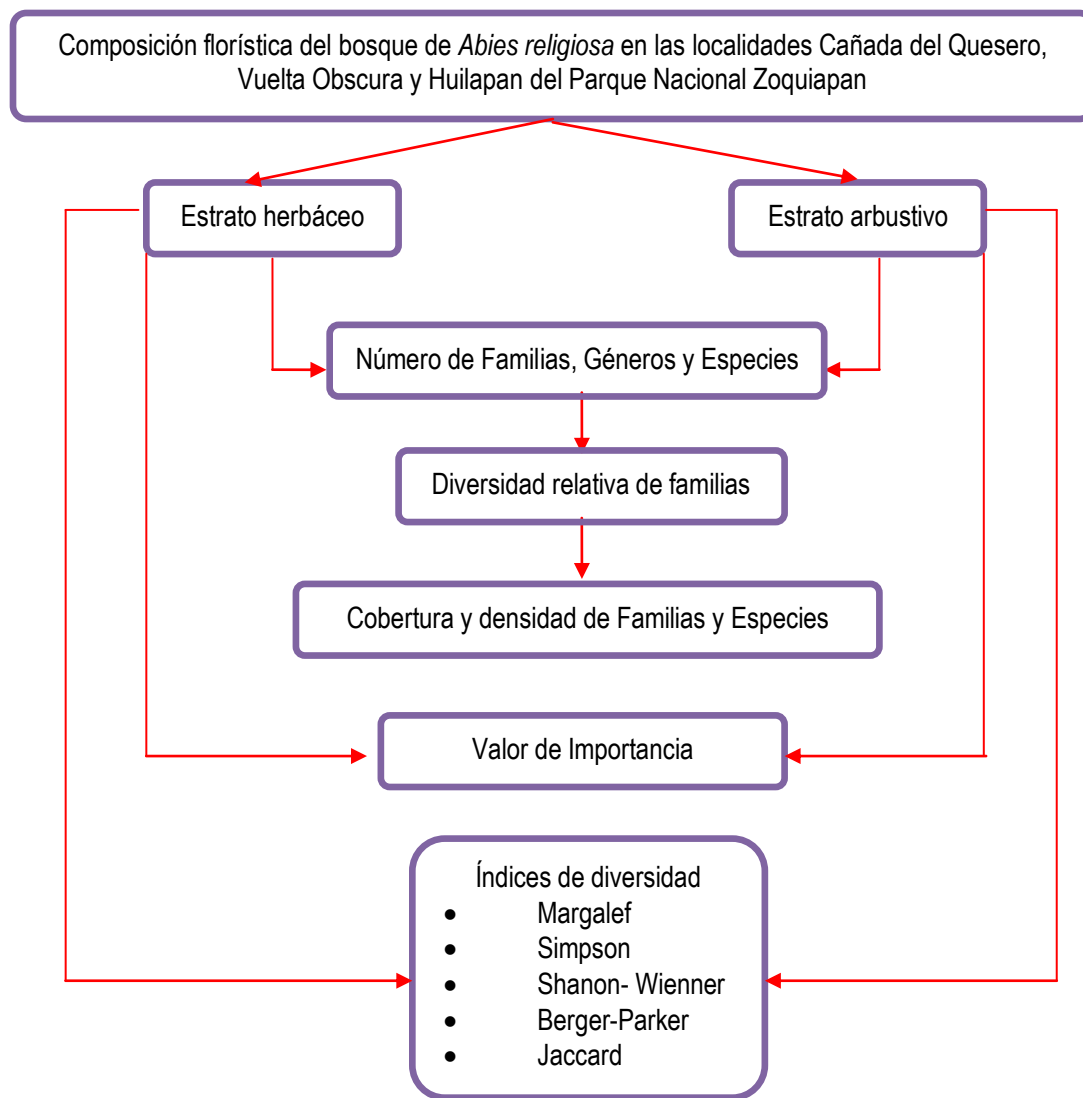 Composición florística del bosque de Abies religiosa en las localidades Cañada del Quesero,
Vuelta Obscura y Huilapan del Parque Nacional Zoquiapan
Estrato herbáceo
Estrato arbustivo
Número de Familias, Géneros y Especies
Diversidad relativa de familias
Cobertura y densidad de Familias y Especies
Valor de Importancia
Índices de diversidad
• Margalef
• Simpson
• Shanon- Wienner
• Berger-Parker
• Jaccard